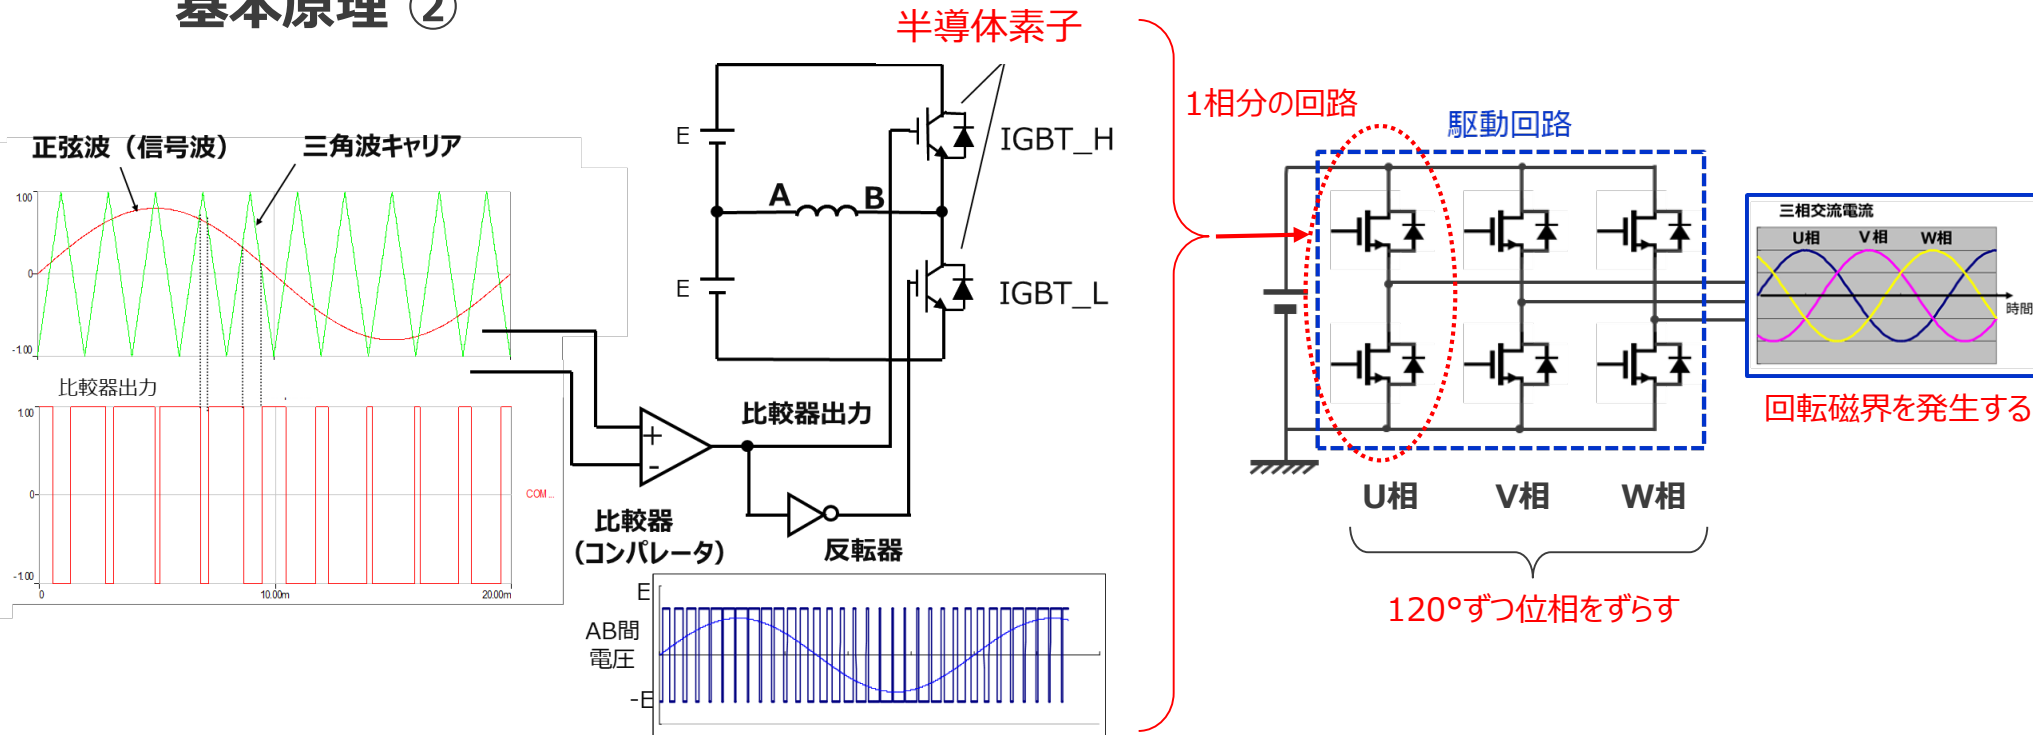 基本原理 ②
半導体素子
正弦波（信号波）
三角波キャリア
1.00
0
-1.00
比較器出力
1.00
0
-1.00
0
10.00m
20.00m
COM...
E
E
A
B
IGBT_H
IGBT_L
比較器出力
+
-
比較器
（コンパレータ）
反転器
E
AB間
電圧
-E
1相分の回路
駆動回路
U相
V相
W相
120°ずつ位相をずらす
三相交流電流
U相
V相
W相
時間
回転磁界を発生する